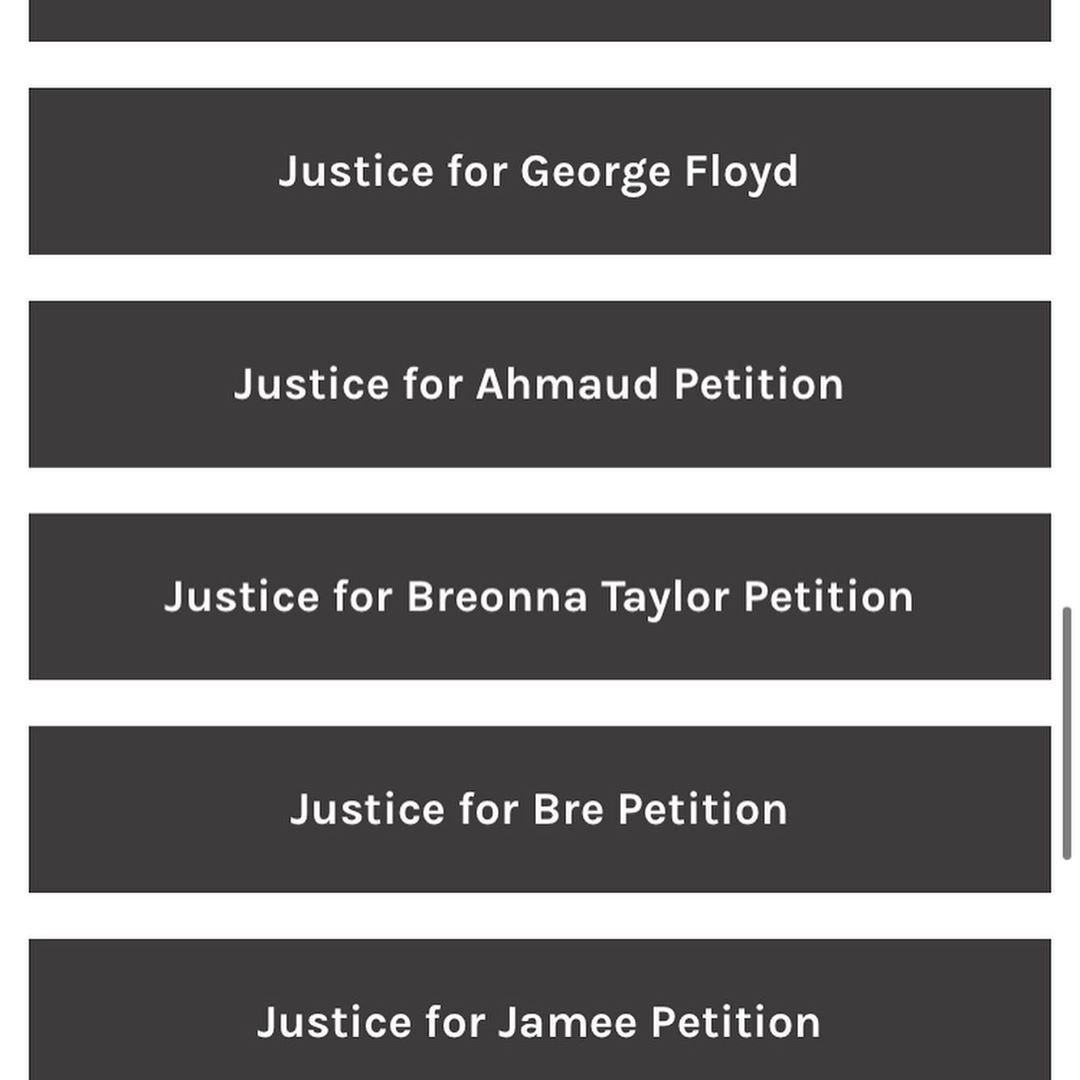 Justice for George Floyd
Justice for Ahmaud Petition
Justice for Breonna Taylor Petition
Justice for Bre Petition
Justice for Jamee Petition